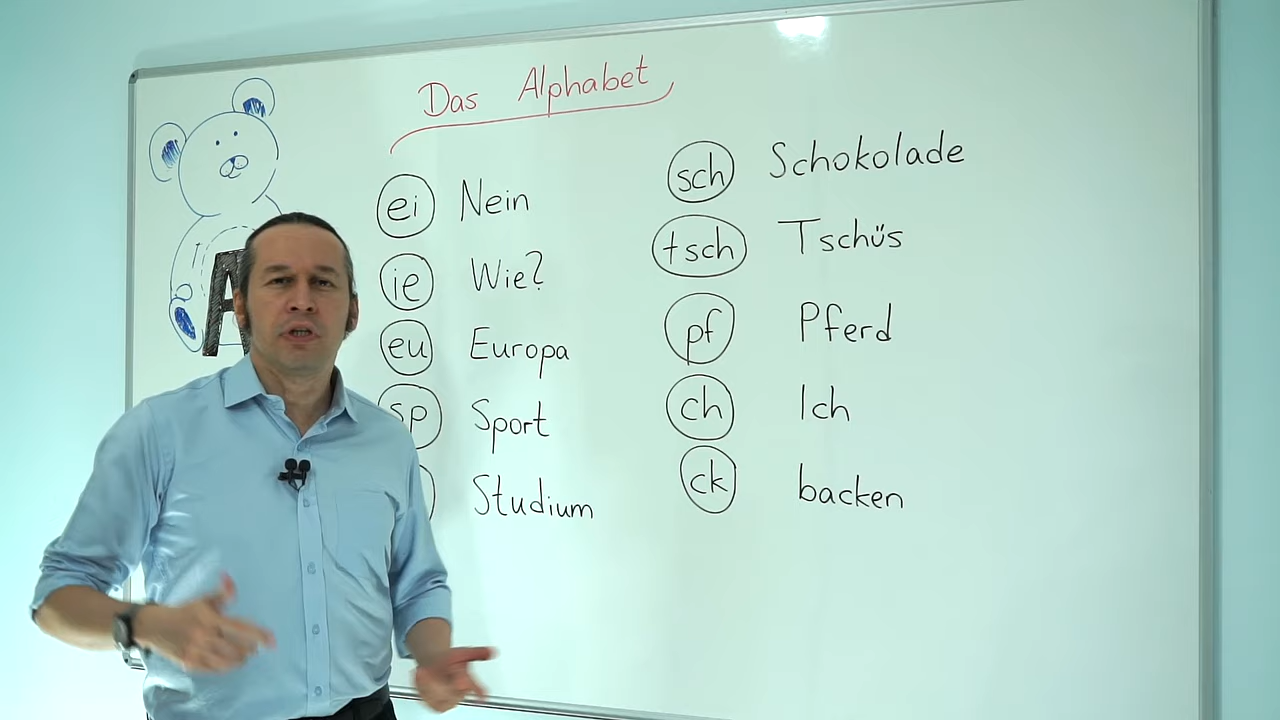 Das Alphabet
A
ei Nein
ie Wie?
eu Europa
sp Sport
Studium
sch Schokolade
tsch Tschüs
pf Pferd
ch Ich
ck backen